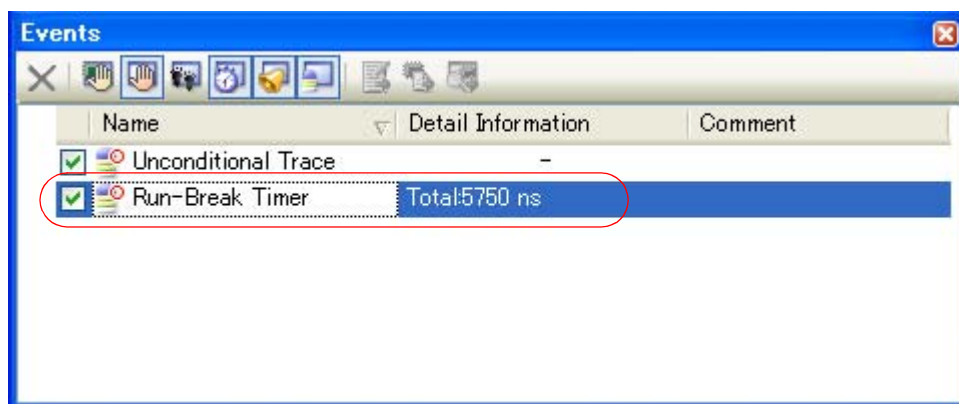 Events
Name Detail Information Comment
Unconditional Trace -
Run-Break Timer Total:5750 ns